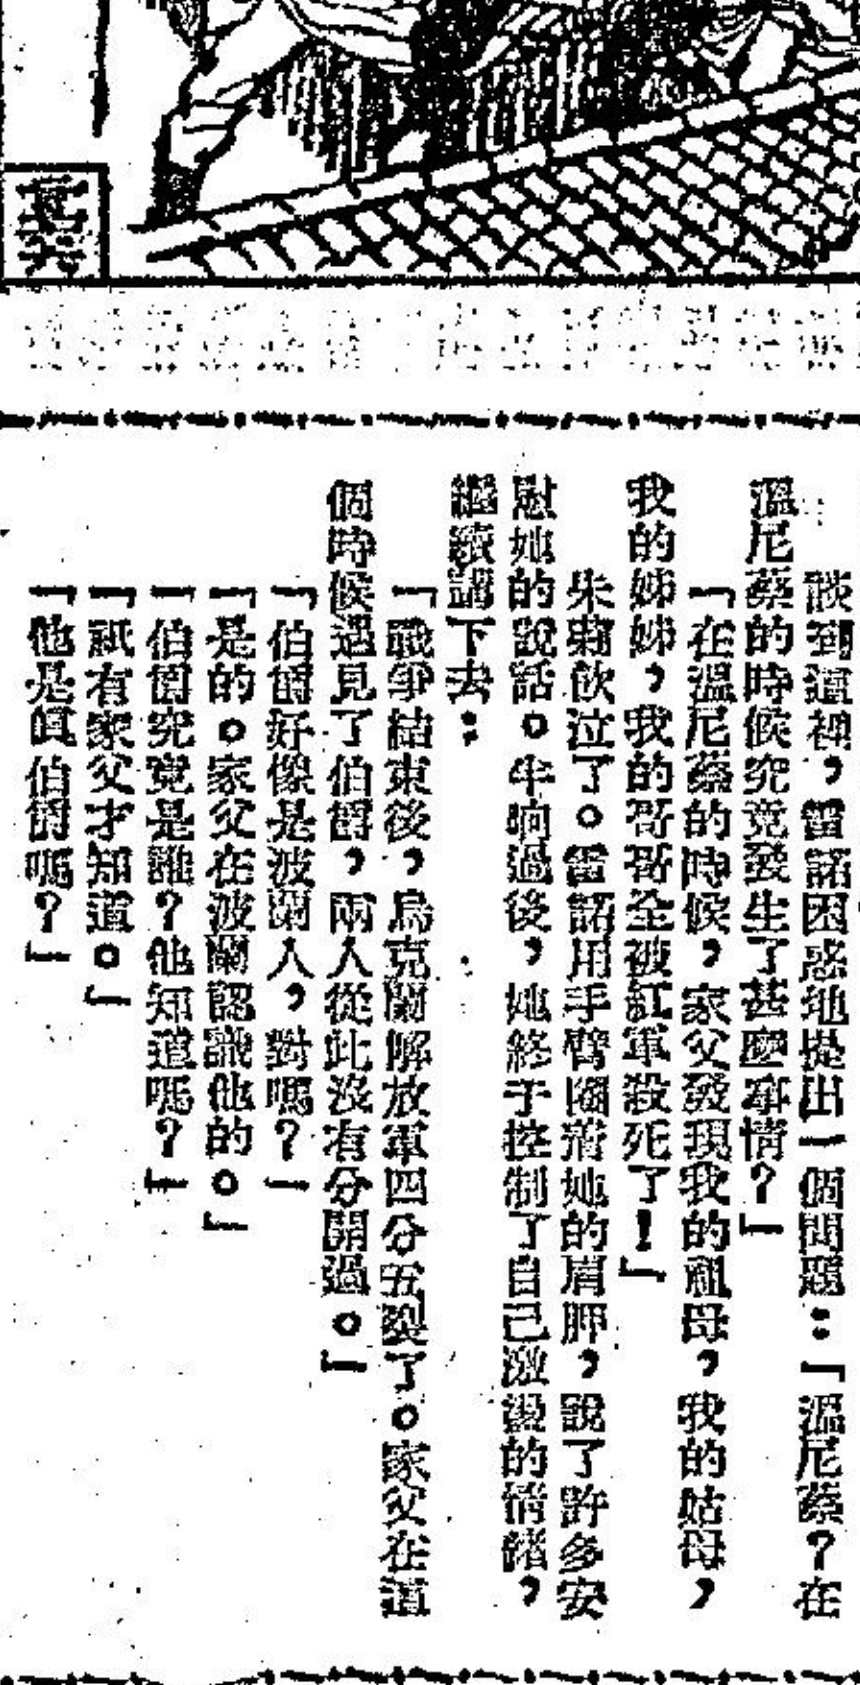 談到這裡，雷諾困惑地提出一個問題：「溫尼蔡？在
溫尼蔡的時候究竟發生了甚麼事情？」
「在溫尼蔡的時候，家父發現我的祖母，我的姑母，
我的姊姊，我的哥哥全被紅軍殺死了！」
朱莉飲泣了。雷諾用手臂圈着她的肩胛，說了許多安
慰她的說話。半晌過後，她終于控制了自己激盪的情緒，
繼續講下去：
「戰爭結束後，烏克蘭解放軍四分五裂了。家父在這
個時候遇見了伯爵，兩人從此沒有分開過。」
「伯爵好像是波蘭人，對嗎？」
「是的。家父在波蘭認識他的。」
「伯爵究竟是誰？他知道嗎？」
「祇有家父才知道。」
「他是眞伯爵嗎？」